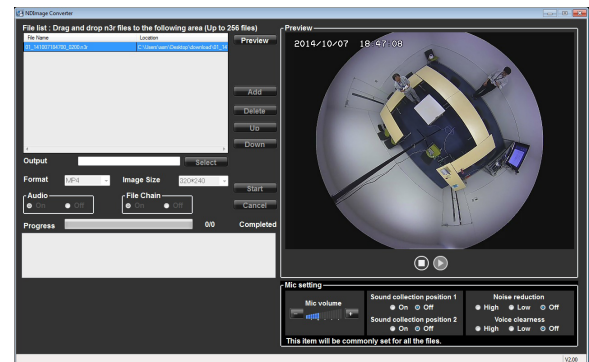 NDImage Converter
File list : Drag and drop n3r files to the following area (Up to 256 files)
File Name Location
01_141007184700_0200.n3r C:\Users\
Preview
Add
Delete
Up
Down
Output Select
Format MP4 Image Size 320*240
Audio
On Off
File Chain
On Off
Start
Cancel
Progress 0/0 Completed
Preview
2014/10/07 18:47:08
Mic setting
Mic volume
Sound collection position 1
On Off
Sound collection position 2
On Off
Noise reduction
High Low Off
Voice clearness
High Low Off
This item will be commonly set for all the files.
V2.00